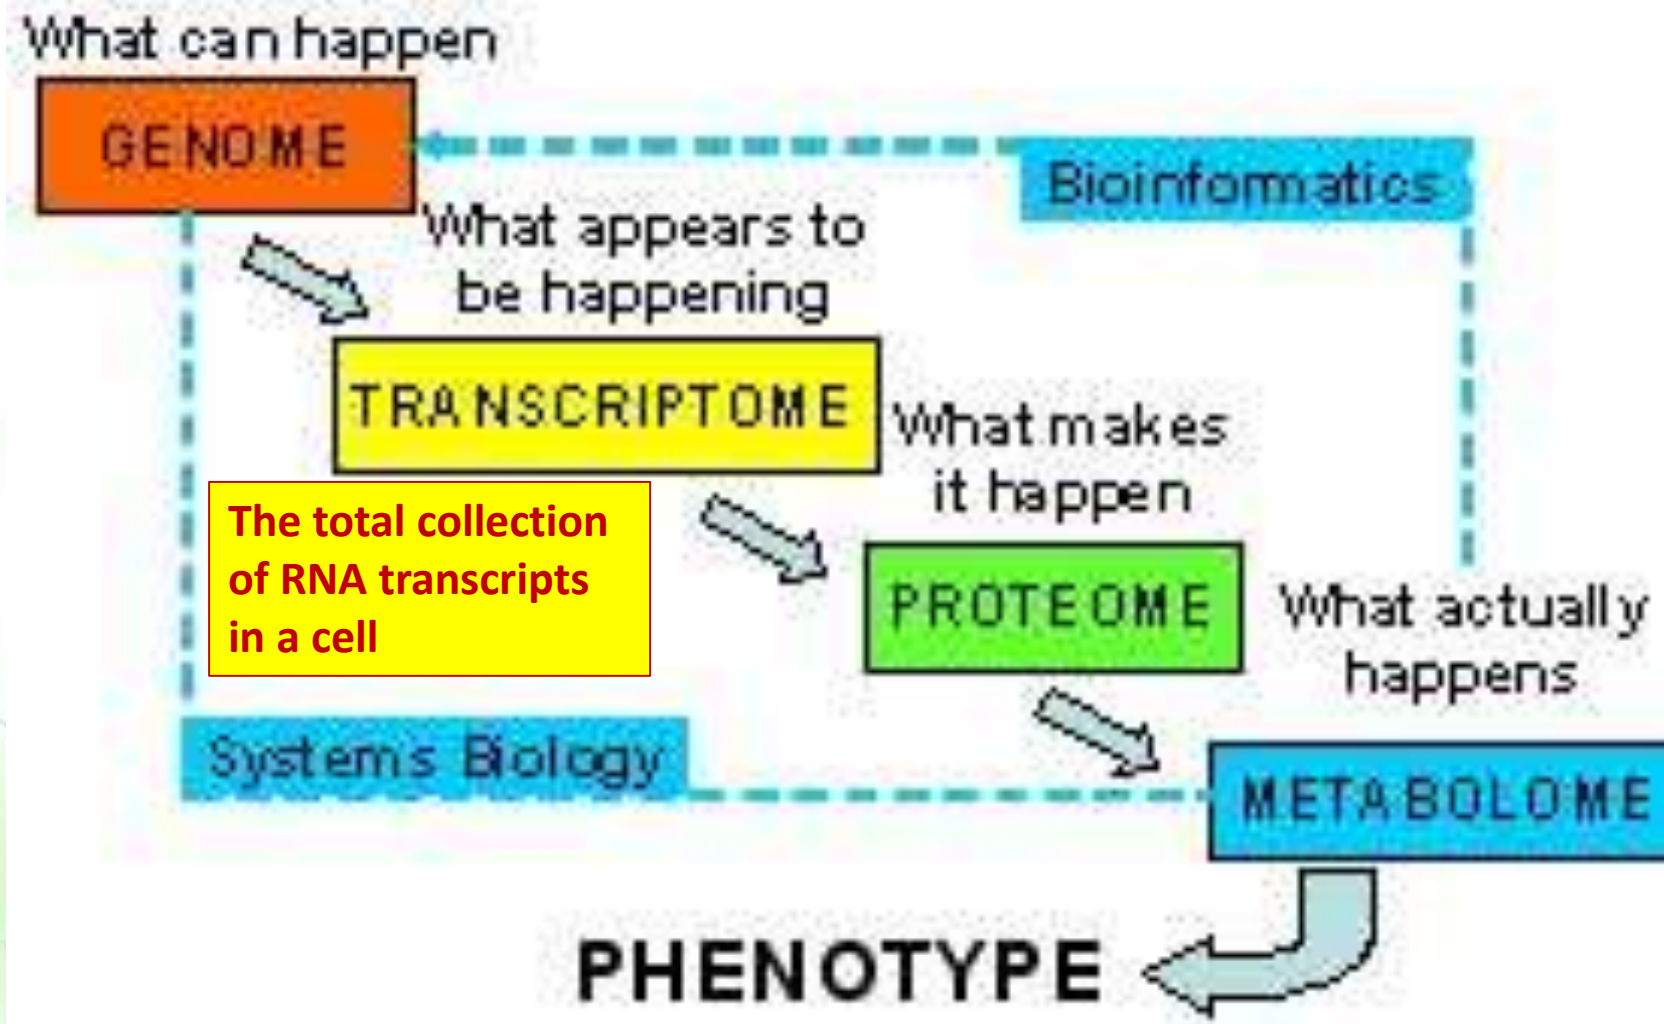 What can happen
GENOME
Bioinformatics
What appears to
be happening
TRANSCRIPTOME
What makes
it happen
The total collection
of RNA transcripts
in a cell
PROTEOME
What actually
happens
Systems Biology
METABOLOME
PHENOTYPE